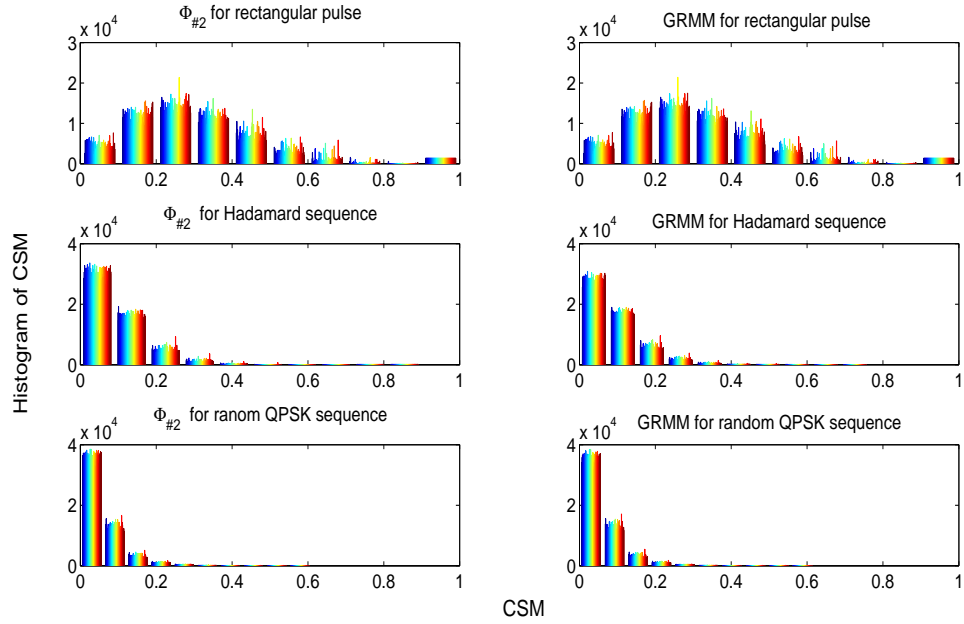 Φ#2 for rectangular pulse
GRMM for rectangular pulse
x 10^4
3
2
1
0
0 0.2 0.4 0.6 0.8 1
x 10^4
3
2
1
0
0 0.2 0.4 0.6 0.8 1
Φ#2 for Hadamard sequence
GRMM for Hadamard sequence
x 10^4
4
2
0
0 0.2 0.4 0.6 0.8 1
x 10^4
4
2
0
0 0.2 0.4 0.6 0.8 1
Φ#2 for ranom QPSK sequence
GRMM for random QPSK sequence
x 10^4
4
2
0
0 0.2 0.4 0.6 0.8 1
x 10^4
4
2
0
0 0.2 0.4 0.6 0.8 1
Histogram of CSM
CSM